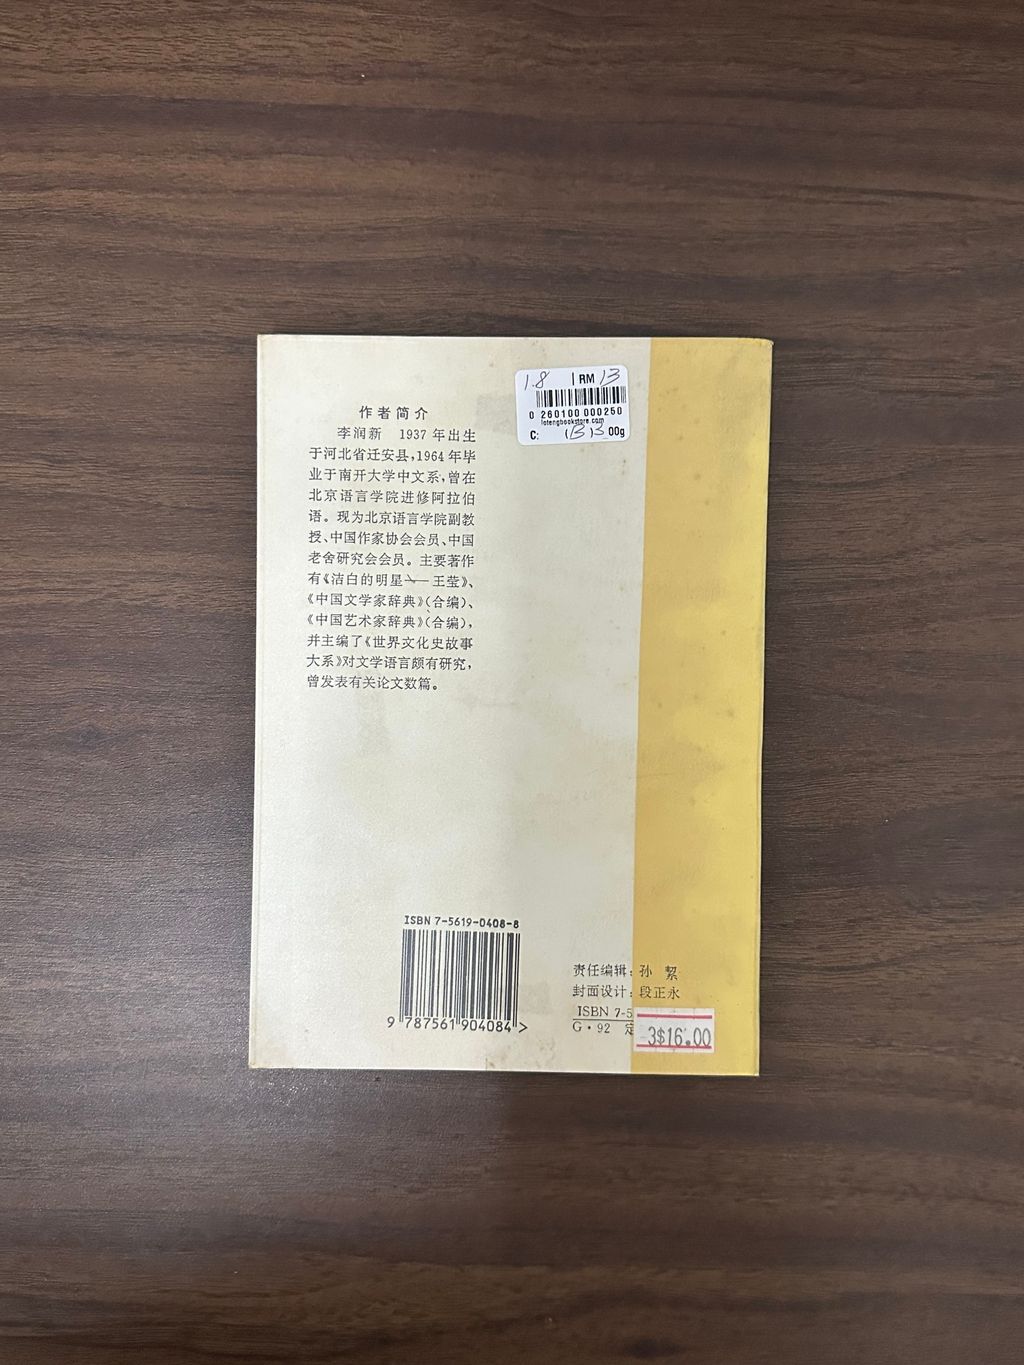 1.8 RM 13
0 260100 000250
lotengbookstore.com
C: 00g
作者简介
李润新 1937年出生
于河北省迁安县,1964年毕
业于南开大学中文系,曾在
北京语言学院进修阿拉伯
语。现为北京语言学院副教
授、中国作家协会会员、中国
老舍研究会会员。主要著作
有《洁白的明星——王莹》、
《中国文学家辞典》(合编)、
《中国艺术家辞典》(合编),
并主编了《世界文化史故事
大系》对文学语言颇有研究,
曾发表有关论文数篇。
ISBN 7-5619-0408-8
9 787561 904084 >
责任编辑:孙 絜
封面设计:段正永
ISBN 7-5
G·92 定
3$16.00